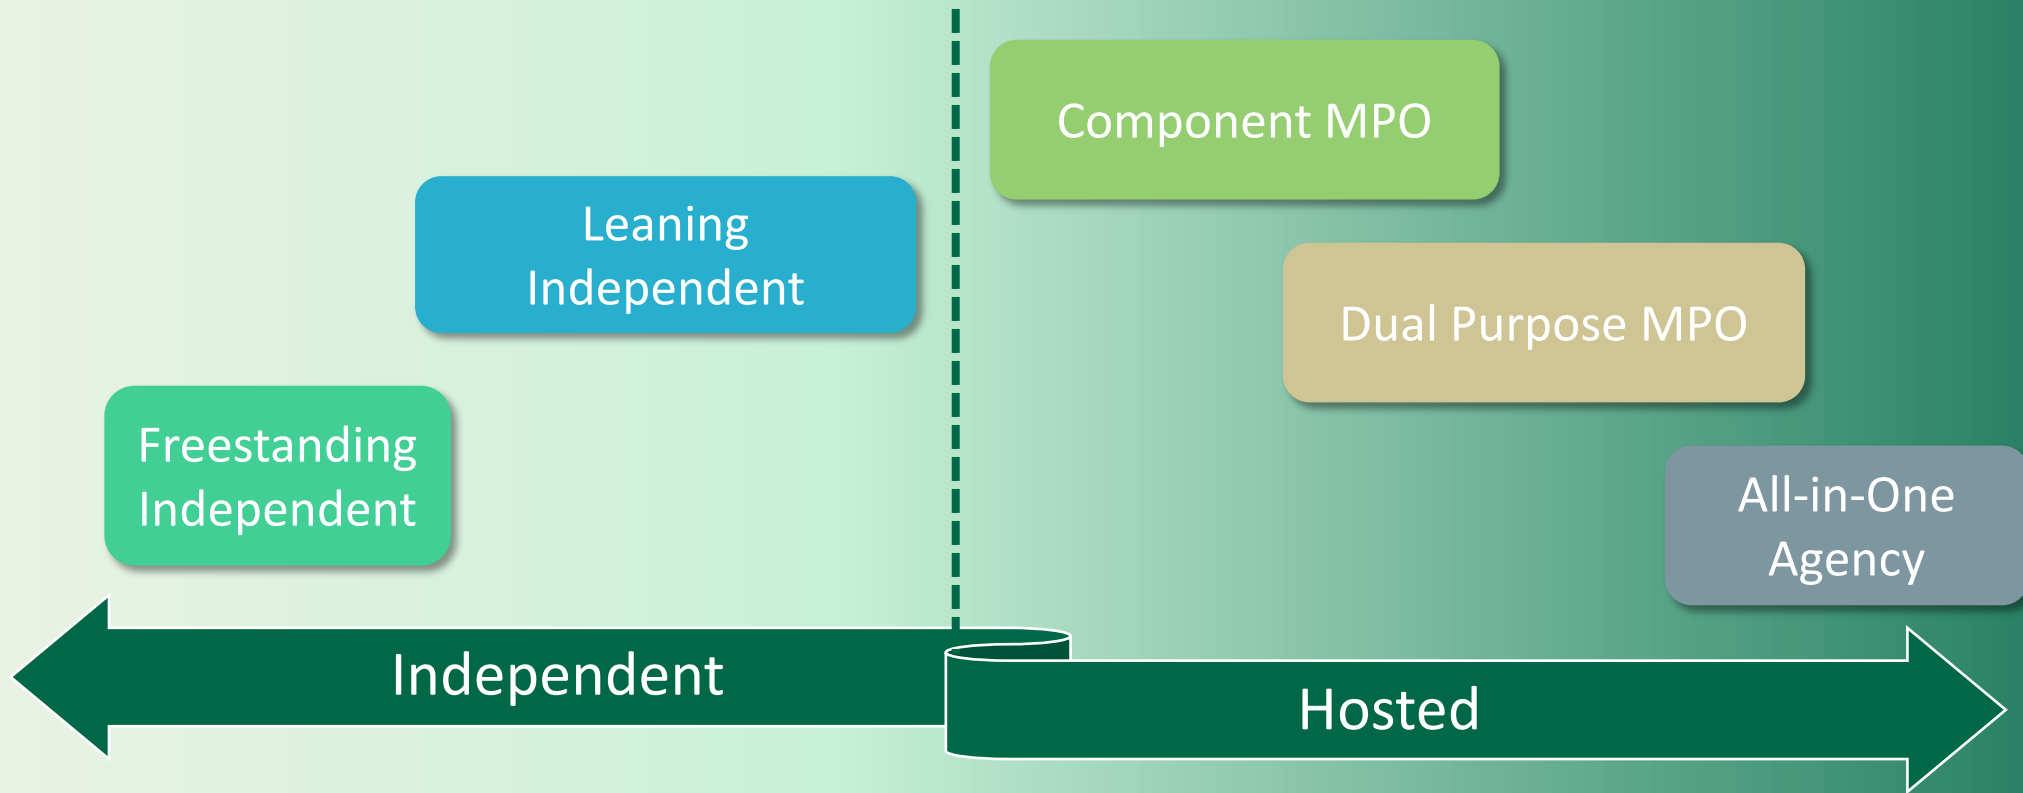 Component MPO
Leaning
Independent
Dual Purpose MPO
Freestanding
Independent
All-in-One
Agency
Independent
Hosted